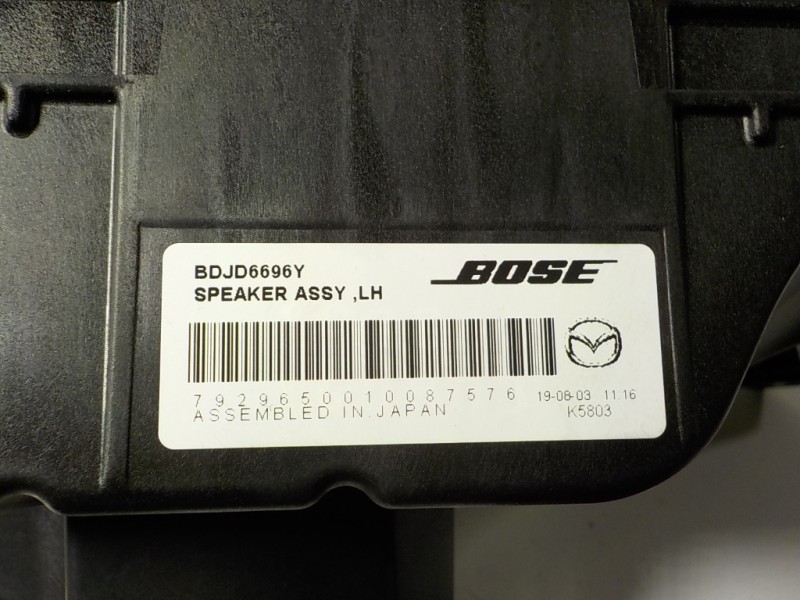 BDJD6696Y
SPEAKER ASSY ,LH
BOSE
7929650010087576
ASSEMBLED IN JAPAN
19-08-03 11:16
K5803